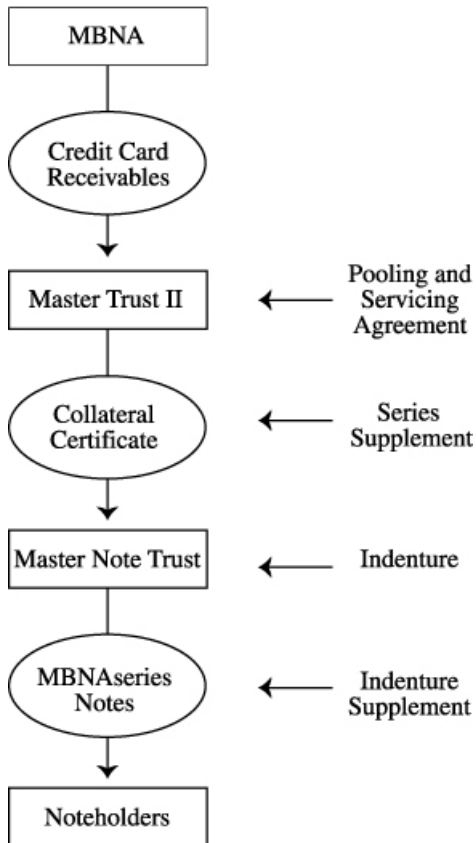 MBNA
Credit Card
Receivables
Master Trust II
Pooling and
Servicing
Agreement
Collateral
Certificate
Series
Supplement
Master Note Trust
Indenture
MBNAseries
Notes
Indenture
Supplement
Noteholders